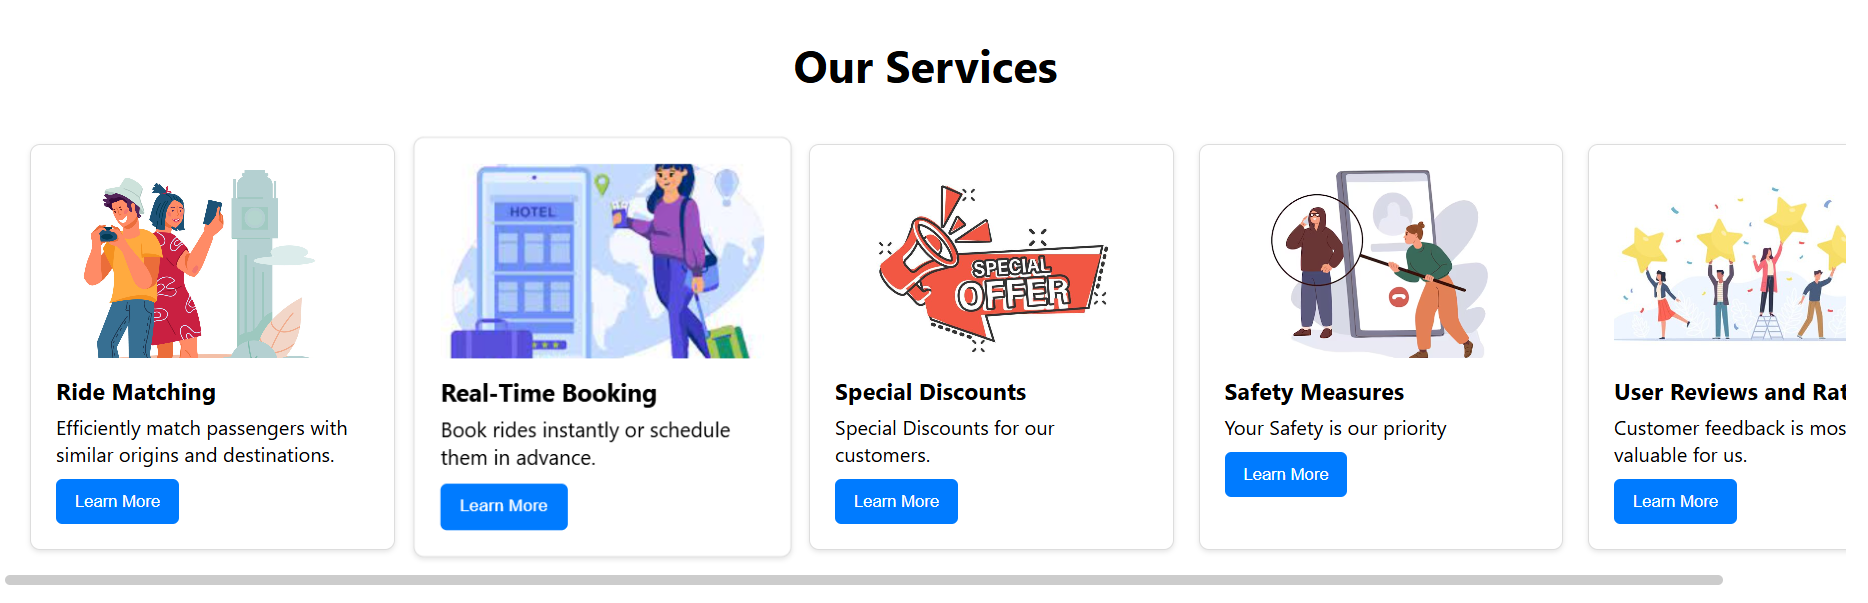 Our Services
HOTEL
SPECIAL
OFFER
Ride Matching
Efficiently match passengers with
similar origins and destinations.
Learn More
Real-Time Booking
Book rides instantly or schedule
them in advance.
Learn More
Special Discounts
Special Discounts for our
customers.
Learn More
Safety Measures
Your Safety is our priority
Learn More
User Reviews and Rat
Customer feedback is mos
valuable for us.
Learn More